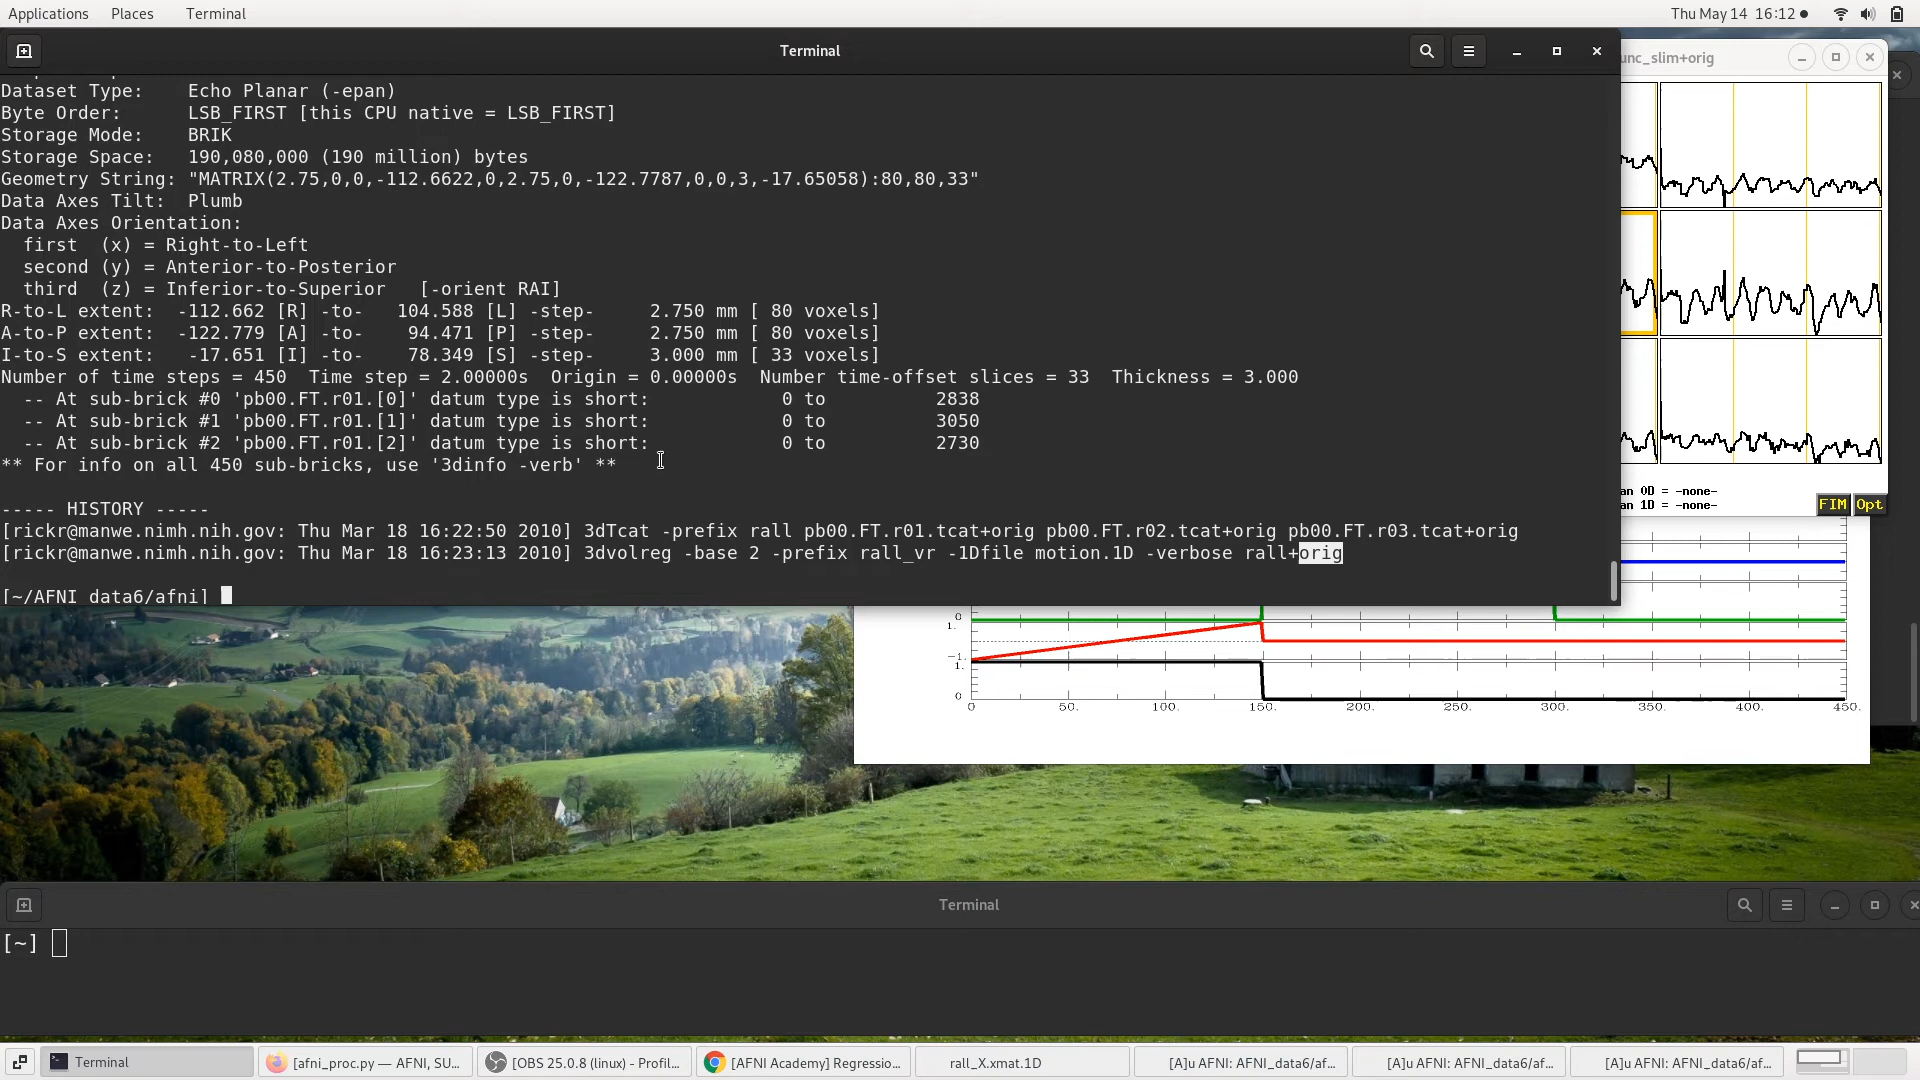 Applications Places Terminal Thu May 14 16:12
Terminal
unc_slim+orig
Dataset Type: Echo Planar (-epan)
Byte Order: LSB_FIRST [this CPU native = LSB_FIRST]
Storage Mode: BRIK
Storage Space: 190,080,000 (190 million) bytes
Geometry String: "MATRIX(2.75,0,0,-112.6622,0,2.75,0,-122.7787,0,0,3,-17.65058):80,80,33"
Data Axes Tilt: Plumb
Data Axes Orientation:
first (x) = Right-to-Left
second (y) = Anterior-to-Posterior
third (z) = Inferior-to-Superior [-orient RAI]
R-to-L extent: -112.662 [R] -to- 104.588 [L] -step- 2.750 mm [ 80 voxels]
A-to-P extent: -122.779 [A] -to- 94.471 [P] -step- 2.750 mm [ 80 voxels]
I-to-S extent: -17.651 [I] -to- 78.349 [S] -step- 3.000 mm [ 33 voxels]
Number of time steps = 450 Time step = 2.00000s Origin = 0.00000s Number time-offset slices = 33 Thickness = 3.000
-- At sub-brick #0 'pb00.FT.r01.[0]' datum type is short: 0 to 2838
-- At sub-brick #1 'pb00.FT.r01.[1]' datum type is short: 0 to 3050
-- At sub-brick #2 'pb00.FT.r01.[2]' datum type is short: 0 to 2730
** For info on all 450 sub-bricks, use '3dinfo -verb' **
----- HISTORY -----
[rickr@manwe.nimh.nih.gov: Thu Mar 18 16:22:50 2010] 3dTcat -prefix rall pb00.FT.r01.tcat+orig pb00.FT.r02.tcat+orig pb00.FT.r03.tcat+orig
[rickr@manwe.nimh.nih.gov: Thu Mar 18 16:23:13 2010] 3dvolreg -base 2 -prefix rall_vr -1Dfile motion.1D -verbose rall+orig
[~/AFNI_data6/afni]
an 0D = -none-
an 1D = -none-
FIM Opt
0
1.
-1.
1.
0
0 50. 100. 150. 200. 250. 300. 350. 400. 450.
Terminal
[~]
Terminal
[afni_proc.py — AFNI, SU...
[OBS 25.0.8 (linux) - Profil...
[AFNI Academy] Regressio...
rall_X.xmat.1D
[A]u AFNI: AFNI_data6/af...
[A]u AFNI: AFNI_data6/af...
[A]u AFNI: AFNI_data6/af...